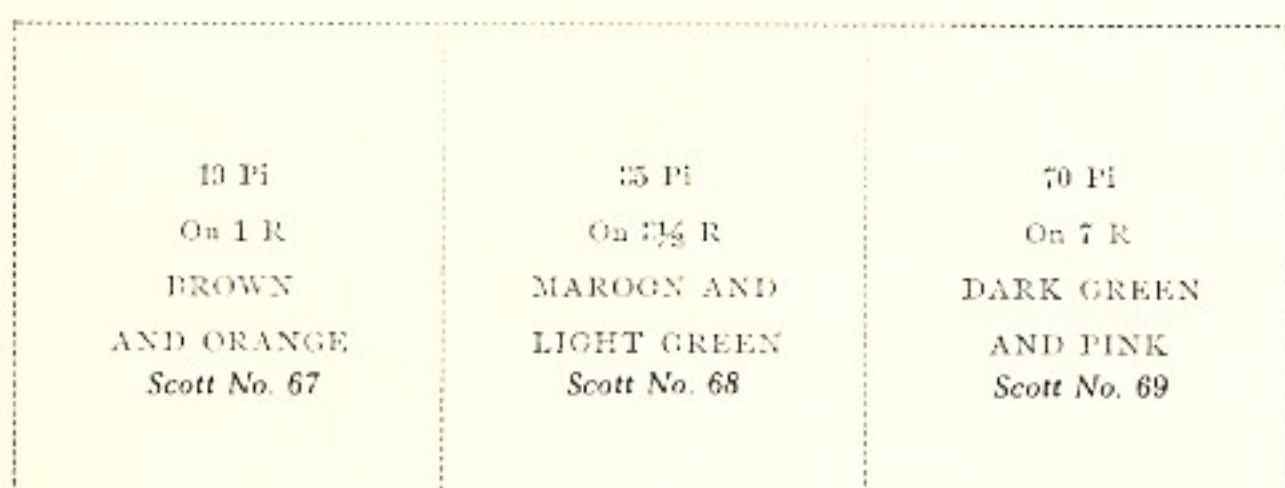 10 Pi
On 1 R
BROWN
AND ORANGE
Scott No. 67
35 Pi
On 3½ R
MAROON AND
LIGHT GREEN
Scott No. 68
70 Pi
On 7 R
DARK GREEN
AND PINK
Scott No. 69